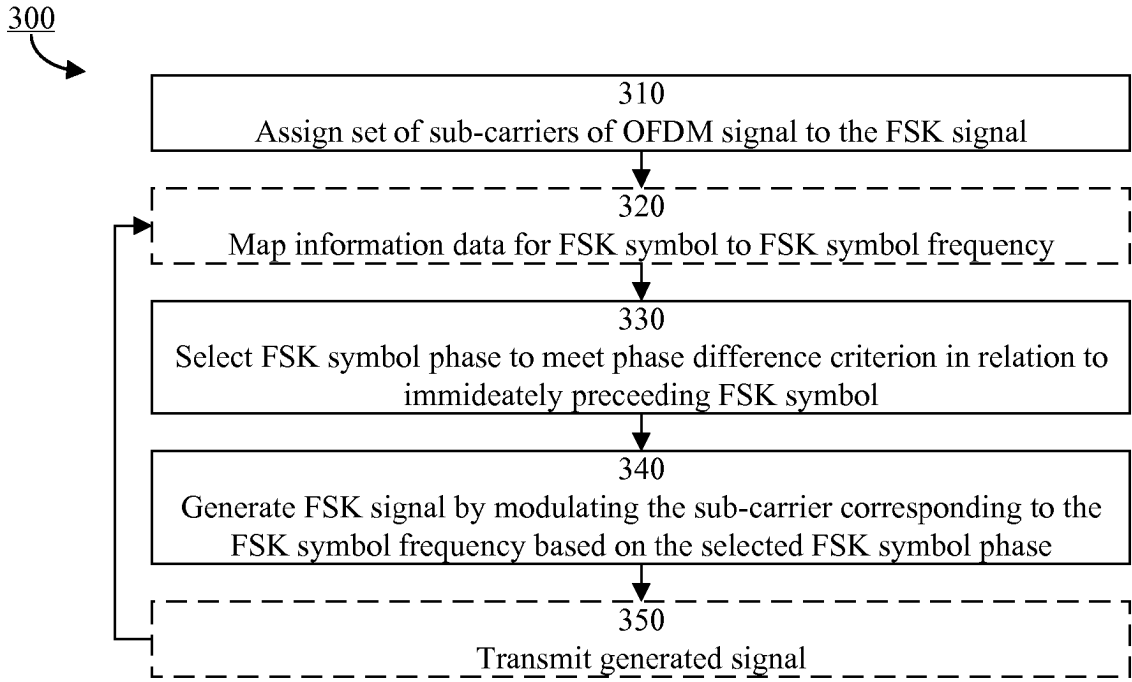 300
310
Assign set of sub-carriers of OFDM signal to the FSK signal
320
Map information data for FSK symbol to FSK symbol frequency
330
Select FSK symbol phase to meet phase difference criterion in relation to
immideately preceeding FSK symbol
340
Generate FSK signal by modulating the sub-carrier corresponding to the
FSK symbol frequency based on the selected FSK symbol phase
350
Transmit generated signal